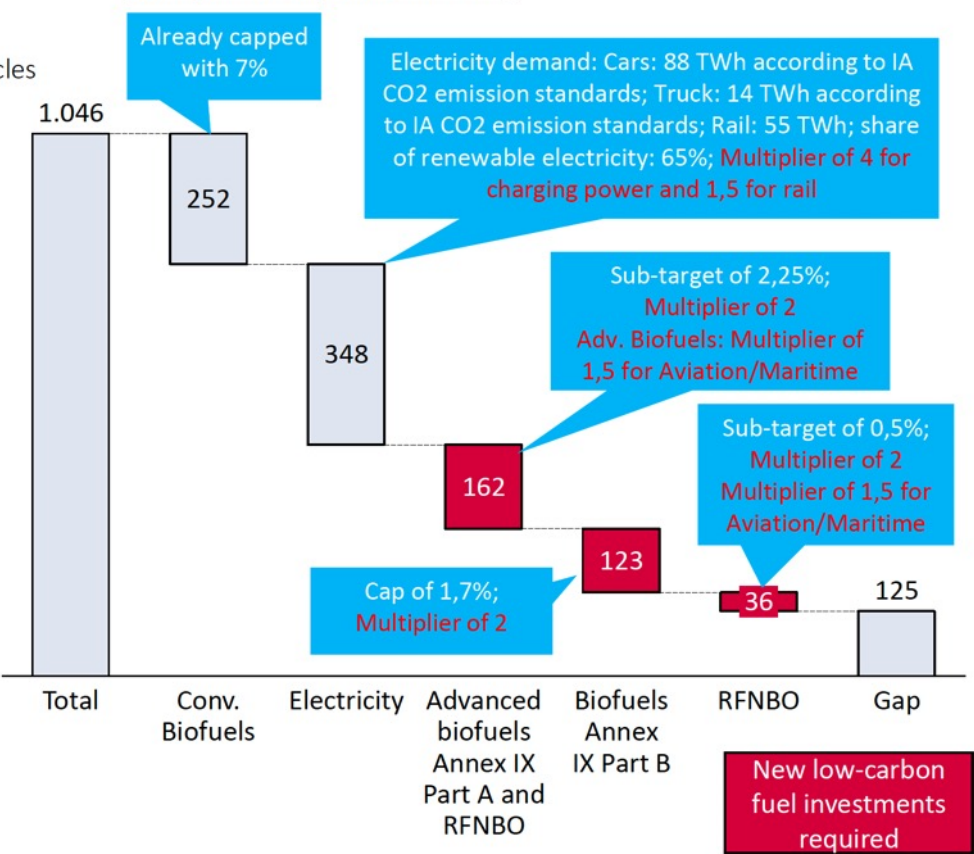 Already capped
with 7%
cles
Electricity demand: Cars: 88 TWh according to IA
CO2 emission standards; Truck: 14 TWh according
to IA CO2 emission standards; Rail: 55 TWh; share
of renewable electricity: 65%; Multiplier of 4 for
charging power and 1,5 for rail
1.046
252
Sub-target of 2,25%;
Multiplier of 2
Adv. Biofuels: Multiplier of
1,5 for Aviation/Maritime
348
Sub-target of 0,5%;
Multiplier of 2
Multiplier of 1,5 for
Aviation/Maritime
162
123
Cap of 1,7%;
Multiplier of 2
36
125
Total
Conv.
Biofuels
Electricity
Advanced
biofuels
Annex IX
Part A and
RFNBO
Biofuels
Annex
IX Part B
RFNBO
Gap
New low-carbon
fuel investments
required